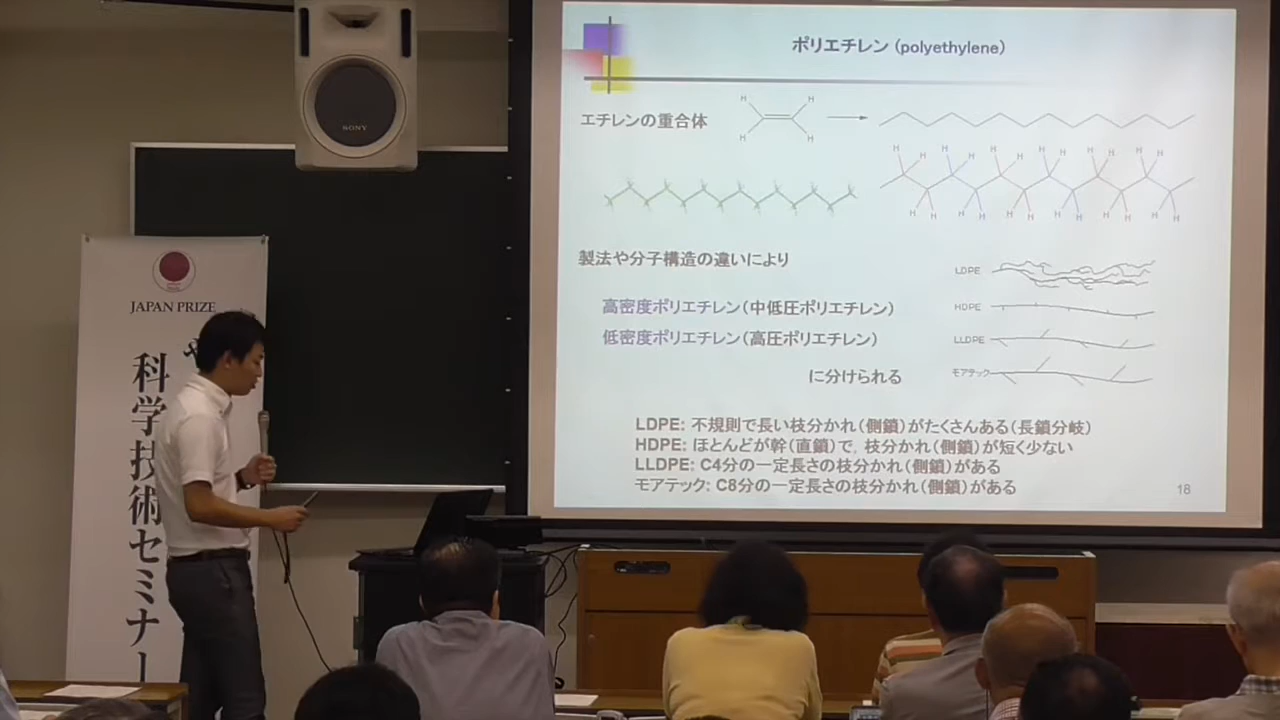 SONY
JAPAN PRIZE
科学技術セミナー
ポリエチレン (polyethylene)
エチレンの重合体
H H
H H
H H H H H H H H H H H H
H H H H H H H H H H H H
製法や分子構造の違いにより
高密度ポリエチレン(中低圧ポリエチレン)
低密度ポリエチレン(高圧ポリエチレン)
に分けられる
LDPE
HDPE
LLDPE
モアテック
LDPE: 不規則で長い枝分かれ(側鎖)がたくさんある(長鎖分岐)
HDPE: ほとんどが幹(直鎖)で, 枝分かれ(側鎖)が短く少ない
LLDPE: C4分の一定長さの枝分かれ(側鎖)がある
モアテック: C8分の一定長さの枝分かれ(側鎖)がある
18